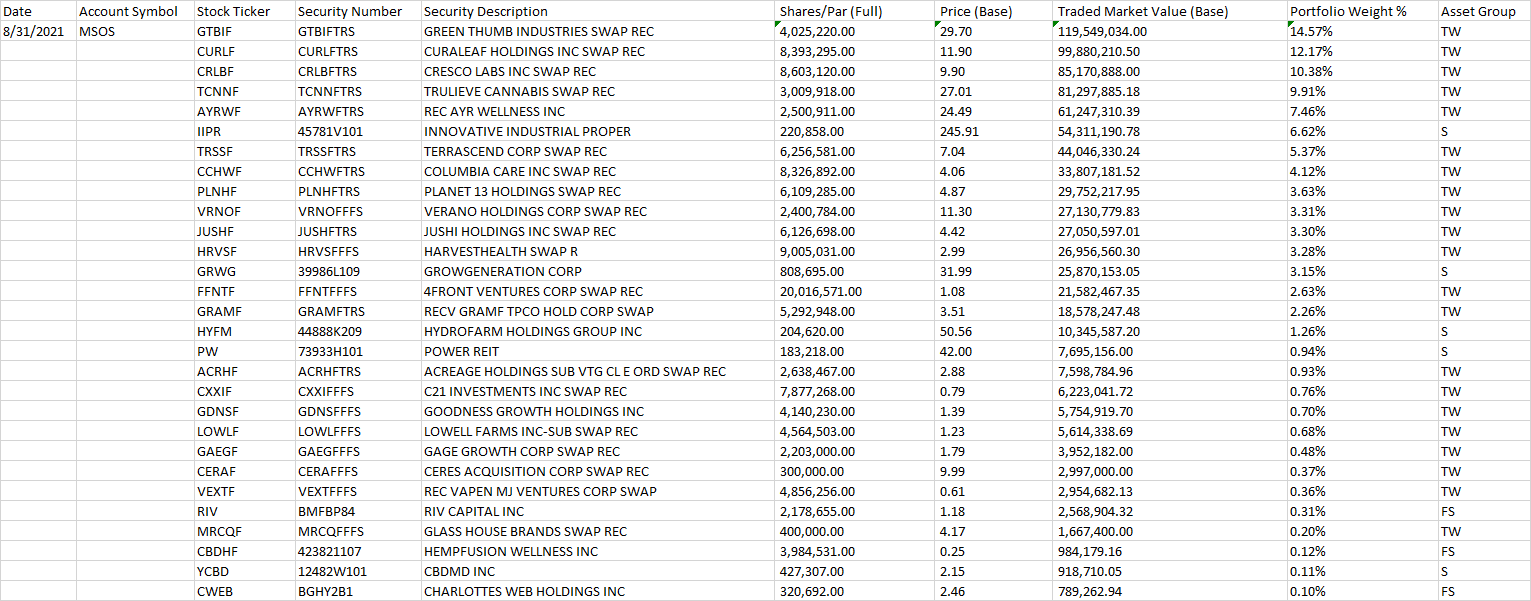 Date Account Symbol Stock Ticker Security Number Security Description Shares/Par (Full) Price (Base) Traded Market Value (Base) Portfolio Weight % Asset Group
8/31/2021 MSOS GTBIF GTBIFTRS GREEN THUMB INDUSTRIES SWAP REC 4,025,220.00 29.70 119,549,034.00 14.57% TW
CURLF CURLFTRS CURALEAF HOLDINGS INC SWAP REC 8,393,295.00 11.90 99,880,210.50 12.17% TW
CRLBF CRLBFTRS CRESCO LABS INC SWAP REC 8,603,120.00 9.90 85,170,888.00 10.38% TW
TCNNF TCNNFTRS TRULIEVE CANNABIS SWAP REC 3,009,918.00 27.01 81,297,885.18 9.91% TW
AYRWF AYRWFTRS REC AYR WELLNESS INC 2,500,911.00 24.49 61,247,310.39 7.46% TW
IIPR 45781V101 INNOVATIVE INDUSTRIAL PROPER 220,858.00 245.91 54,311,190.78 6.62% S
TRSSF TRSSFTRS TERRASCEND CORP SWAP REC 6,256,581.00 7.04 44,046,330.24 5.37% TW
CCHWF CCHWFTRS COLUMBIA CARE INC SWAP REC 8,326,892.00 4.06 33,807,181.52 4.12% TW
PLNHF PLNHFTRS PLANET 13 HOLDINGS SWAP REC 6,109,285.00 4.87 29,752,217.95 3.63% TW
VRNOF VRNOFFFS VERANO HOLDINGS CORP SWAP REC 2,400,784.00 11.30 27,130,779.83 3.31% TW
JUSHF JUSHFTRS JUSHI HOLDINGS INC SWAP REC 6,126,698.00 4.42 27,050,597.01 3.30% TW
HRVSF HRVSFFFS HARVESTHEALTH SWAP R 9,005,031.00 2.99 26,956,560.30 3.28% TW
GRWG 39986L109 GROWGENERATION CORP 808,695.00 31.99 25,870,153.05 3.15% S
FFNTF FFNTFFFS 4FRONT VENTURES CORP SWAP REC 20,016,571.00 1.08 21,582,467.35 2.63% TW
GRAMF GRAMFTRS RECV GRAMF TPCO HOLD CORP SWAP 5,292,948.00 3.51 18,578,247.48 2.26% TW
HYFM 44888K209 HYDROFARM HOLDINGS GROUP INC 204,620.00 50.56 10,345,587.20 1.26% S
PW 73933H101 POWER REIT 183,218.00 42.00 7,695,156.00 0.94% S
ACRHF ACRHFTRS ACREAGE HOLDINGS SUB VTG CL E ORD SWAP REC 2,638,467.00 2.88 7,598,784.96 0.93% TW
CXXIF CXXIFFFS C21 INVESTMENTS INC SWAP REC 7,877,268.00 0.79 6,223,041.72 0.76% TW
GDNSF GDNSFFFS GOODNESS GROWTH HOLDINGS INC 4,140,230.00 1.39 5,754,919.70 0.70% TW
LOWLF LOWLFFFS LOWELL FARMS INC-SUB SWAP REC 4,564,503.00 1.23 5,614,338.69 0.68% TW
GAEGF GAEGFFFS GAGE GROWTH CORP SWAP REC 2,203,000.00 1.79 3,952,182.00 0.48% TW
CERAF CERAFFFS CERES ACQUISITION CORP SWAP REC 300,000.00 9.99 2,997,000.00 0.37% TW
VEXTF VEXTFFFS REC VAPEN MJ VENTURES CORP SWAP 4,856,256.00 0.61 2,954,682.13 0.36% TW
RIV BMFBP84 RIV CAPITAL INC 2,178,655.00 1.18 2,568,904.32 0.31% FS
MRCQF MRCQFFFS GLASS HOUSE BRANDS SWAP REC 400,000.00 4.17 1,667,400.00 0.20% TW
CBDHF 423821107 HEMPFUSION WELLNESS INC 3,984,531.00 0.25 984,179.16 0.12% FS
YCBD 12482W101 CBDMD INC 427,307.00 2.15 918,710.05 0.11% S
CWEB BGHY2B1 CHARLOTTES WEB HOLDINGS INC 320,692.00 2.46 789,262.94 0.10% FS